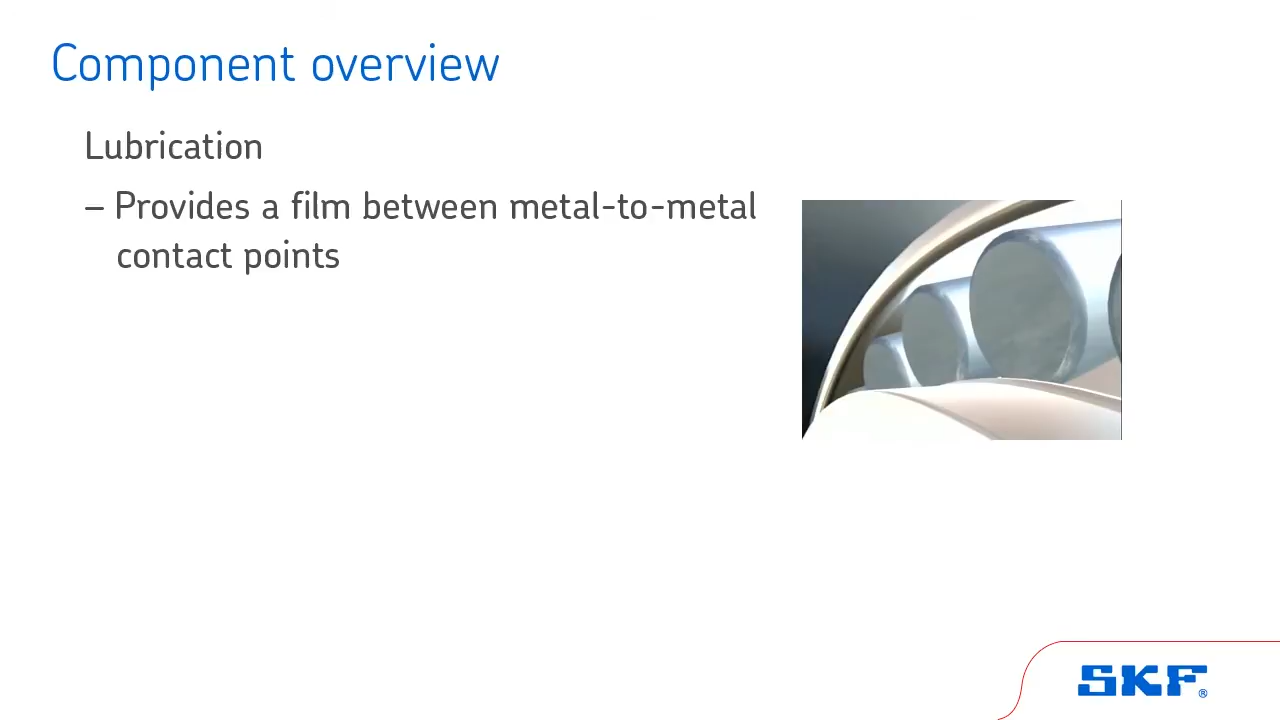 Component overview
Lubrication
– Provides a film between metal-to-metal
contact points
SKF®